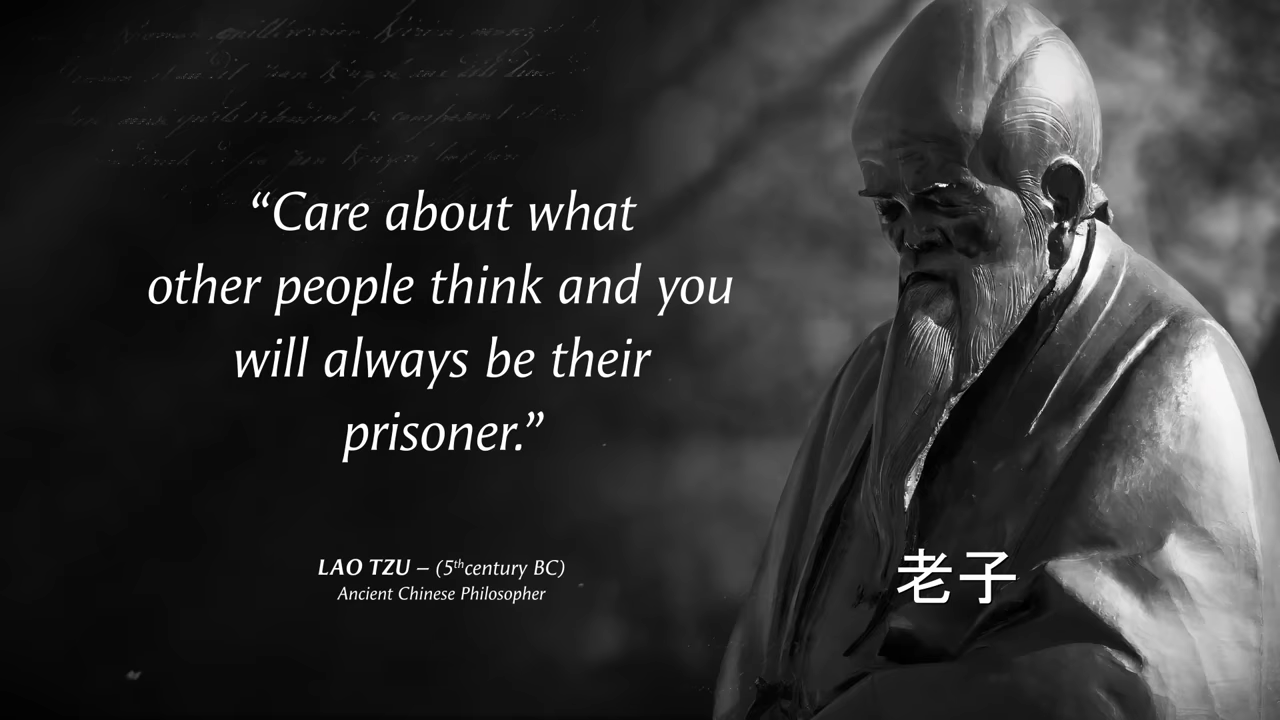 “Care about what
other people think and you
will always be their
prisoner.”
LAO TZU – (5thcentury BC)
Ancient Chinese Philosopher
老子